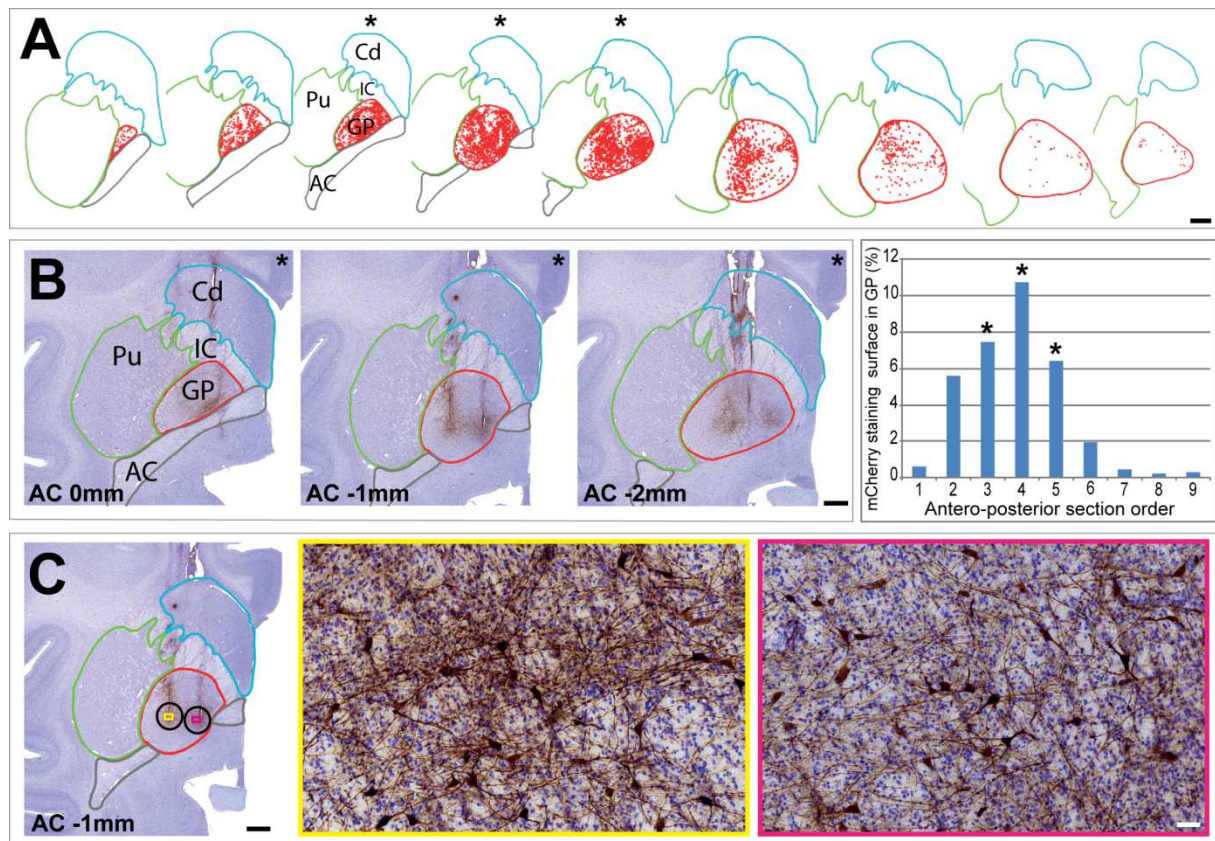 A
*
*
*
Cd
IC
Pu
GP
AC
B
*
Cd
IC
Pu
GP
AC
AC 0mm
*
AC -1mm
*
AC -2mm
mCherry staining surface in GP (%)
12
10
8
6
4
2
0
*
*
*
1 2 3 4 5 6 7 8 9
Antero-posterior section order
C
AC -1mm